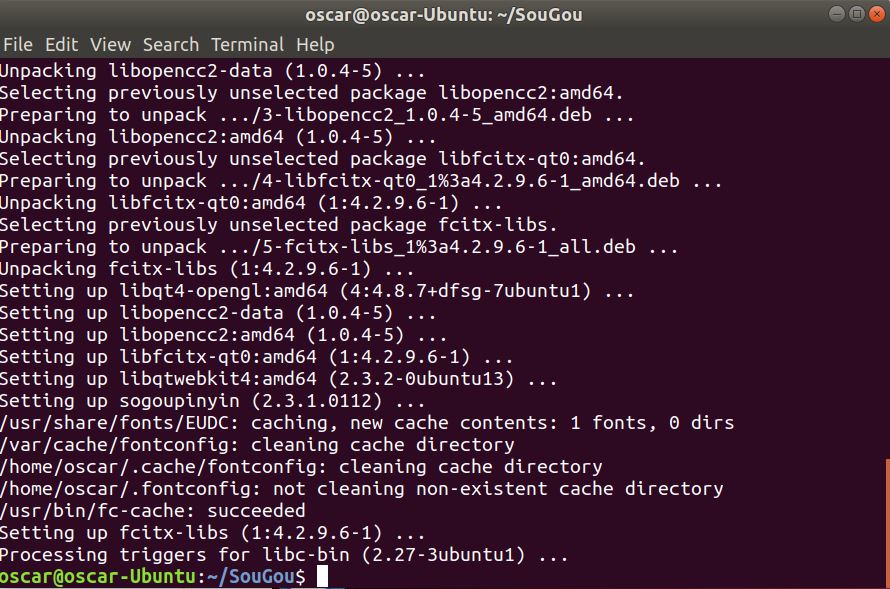 oscar@oscar-Ubuntu: ~/SouGou
File Edit View Search Terminal Help
Unpacking libopencc2-data (1.0.4-5) ...
Selecting previously unselected package libopencc2:amd64.
Preparing to unpack .../3-libopencc2_1.0.4-5_amd64.deb ...
Unpacking libopencc2:amd64 (1.0.4-5) ...
Selecting previously unselected package libfcitx-qt0:amd64.
Preparing to unpack .../4-libfcitx-qt0_1%3a4.2.9.6-1_amd64.deb ...
Unpacking libfcitx-qt0:amd64 (1:4.2.9.6-1) ...
Selecting previously unselected package fcitx-libs.
Preparing to unpack .../5-fcitx-libs_1%3a4.2.9.6-1_all.deb ...
Unpacking fcitx-libs (1:4.2.9.6-1) ...
Setting up libqt4-opengl:amd64 (4:4.8.7+dfsg-7ubuntu1) ...
Setting up libopencc2-data (1.0.4-5) ...
Setting up libopencc2:amd64 (1.0.4-5) ...
Setting up libfcitx-qt0:amd64 (1:4.2.9.6-1) ...
Setting up libqtwebkit4:amd64 (2.3.2-0ubuntu13) ...
Setting up sogoupinyin (2.3.1.0112) ...
/usr/share/fonts/EUDC: caching, new cache contents: 1 fonts, 0 dirs
/var/cache/fontconfig: cleaning cache directory
/home/oscar/.cache/fontconfig: cleaning cache directory
/home/oscar/.fontconfig: not cleaning non-existent cache directory
/usr/bin/fc-cache: succeeded
Setting up fcitx-libs (1:4.2.9.6-1) ...
Processing triggers for libc-bin (2.27-3ubuntu1) ...
oscar@oscar-Ubuntu:~/SouGou$